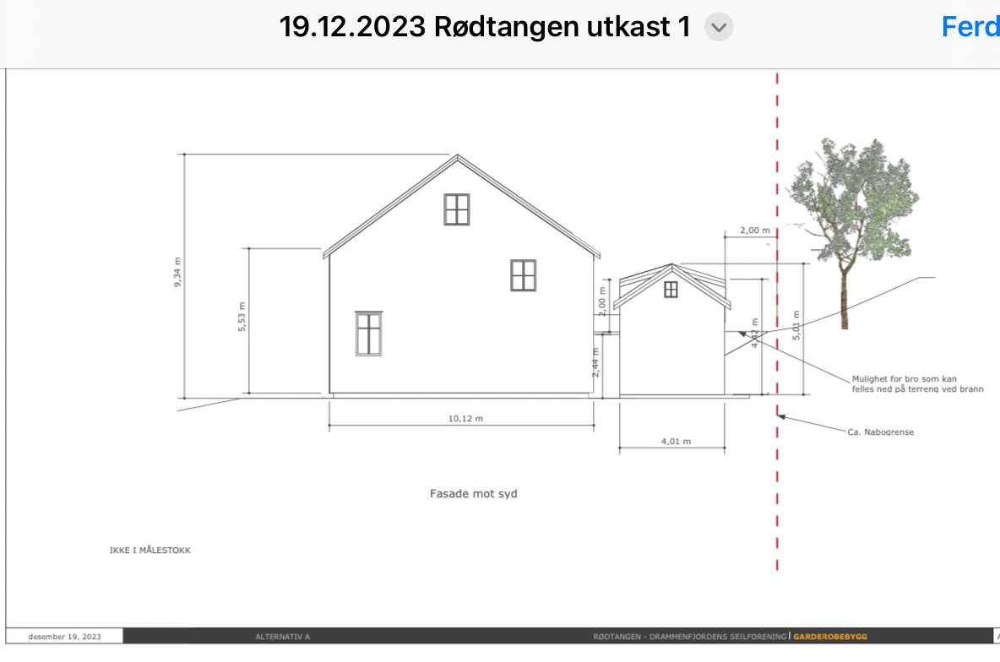 19.12.2023 Rødtangen utkast 1
Ferd
2,00 m
9,34 m
5,53 m
2,00 m
4,42 m
5,01 m
2,44 m
Mulighet for bro som kan
felles ned på terreng ved brann
10,12 m
Ca. Nabogrense
4,01 m
Fasade mot syd
IKKE I MÅLESTOKK
desember 19, 2023
ALTERNATIV A
RØDTANGEN - DRAMMENFJORDENS SEILFORENING | GARDEROBEBYGG
A